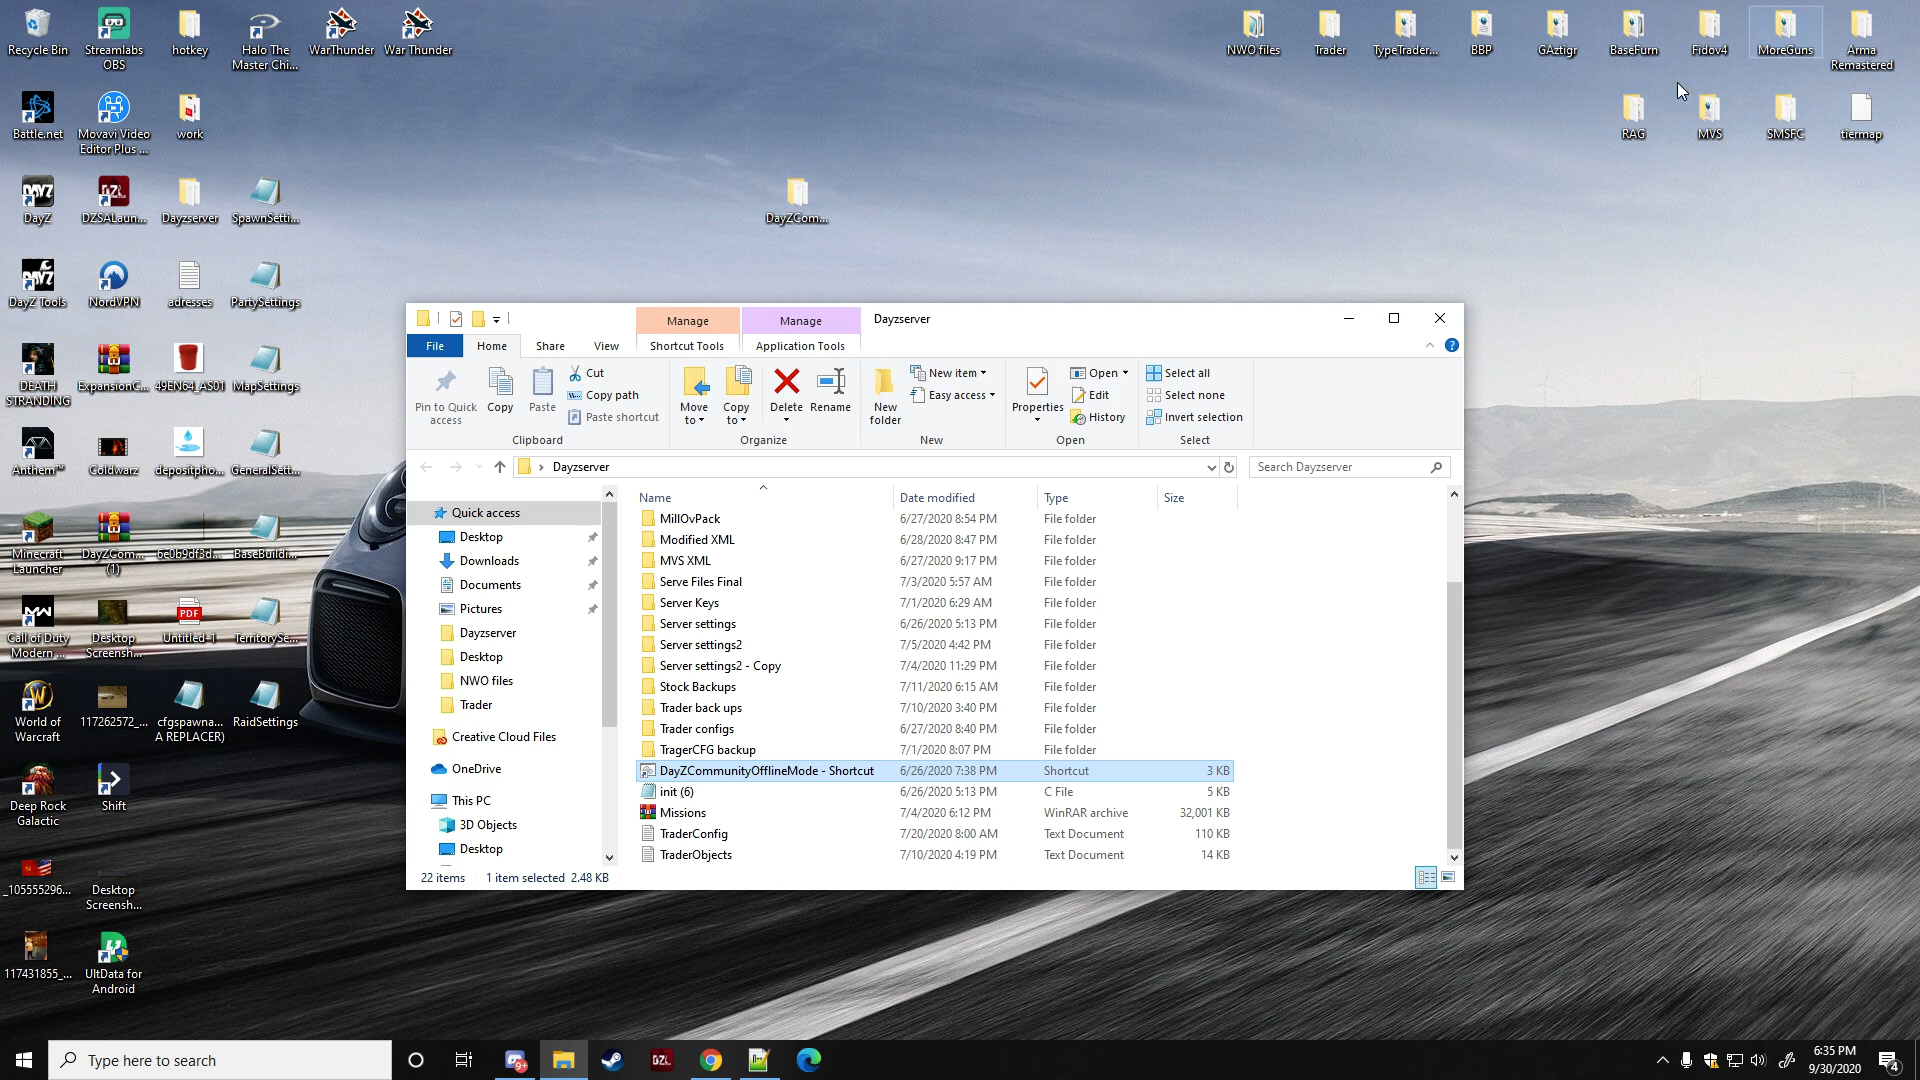 Recycle Bin
Streamlabs
OBS
hotkey
Halo The
Master Chi...
WarThunder
War Thunder
NWO files
Trader
TypeTrader...
BBP
GAztigr
BaseFurn
Fidov4
MoreGuns
Arma
Remastered
Battle.net
Movavi Video
Editor Plus ...
work
RAG
MVS
SMSFC
tiermap
DayZ
DZSALaun...
Dayzserver
SpawnSetti...
DayZCom...
DayZ Tools
NordVPN
adresses
PartySettings
DEATH
STRANDING
ExpansionC...
49EN64_AS01
MapSettings
Anthem™
Coldwarz
depositpho...
GeneralSett...
Minecraft
Launcher
DayZCom...
(1)
6e0b9df3d...
BaseBuildi...
Call of Duty
Modern ...
Desktop
Screensh...
Untitled-1
TerritorySe...
World of
Warcraft
117262572_...
cfgspawna...
A REPLACER)
RaidSettings
Deep Rock
Galactic
Shift
_105555296...
Desktop
Screensh...
117431855_...
UltData for
Android
Manage
Manage
Dayzserver
File
Home
Share
View
Shortcut Tools
Application Tools
Pin to Quick
access
Copy
Paste
Cut
Copy path
Paste shortcut
Clipboard
Move
to
Copy
to
Delete
Rename
Organize
New
folder
New item
Easy access
New
Properties
Open
Edit
History
Open
Select all
Select none
Invert selection
Select
Dayzserver
Search Dayzserver
Quick access
Desktop
Downloads
Documents
Pictures
Dayzserver
Desktop
NWO files
Trader
Creative Cloud Files
OneDrive
This PC
3D Objects
Desktop
Name Date modified Type Size
MillOvPack 6/27/2020 8:54 PM File folder
Modified XML 6/28/2020 8:47 PM File folder
MVS XML 6/27/2020 9:17 PM File folder
Serve Files Final 7/3/2020 5:57 AM File folder
Server Keys 7/1/2020 6:29 AM File folder
Server settings 6/26/2020 5:13 PM File folder
Server settings2 7/5/2020 4:42 PM File folder
Server settings2 - Copy 7/4/2020 11:29 PM File folder
Stock Backups 7/11/2020 6:15 AM File folder
Trader back ups 7/10/2020 3:40 PM File folder
Trader configs 6/27/2020 8:40 PM File folder
TragerCFG backup 7/1/2020 8:07 PM File folder
DayZCommunityOfflineMode - Shortcut 6/26/2020 7:38 PM Shortcut 3 KB
init (6) 6/26/2020 5:13 PM C File 5 KB
Missions 7/4/2020 6:12 PM WinRAR archive 32,001 KB
TraderConfig 7/20/2020 8:00 AM Text Document 110 KB
TraderObjects 7/10/2020 4:19 PM Text Document 14 KB
22 items 1 item selected 2.48 KB
Type here to search
9+
DZL
6:35 PM
9/30/2020
4